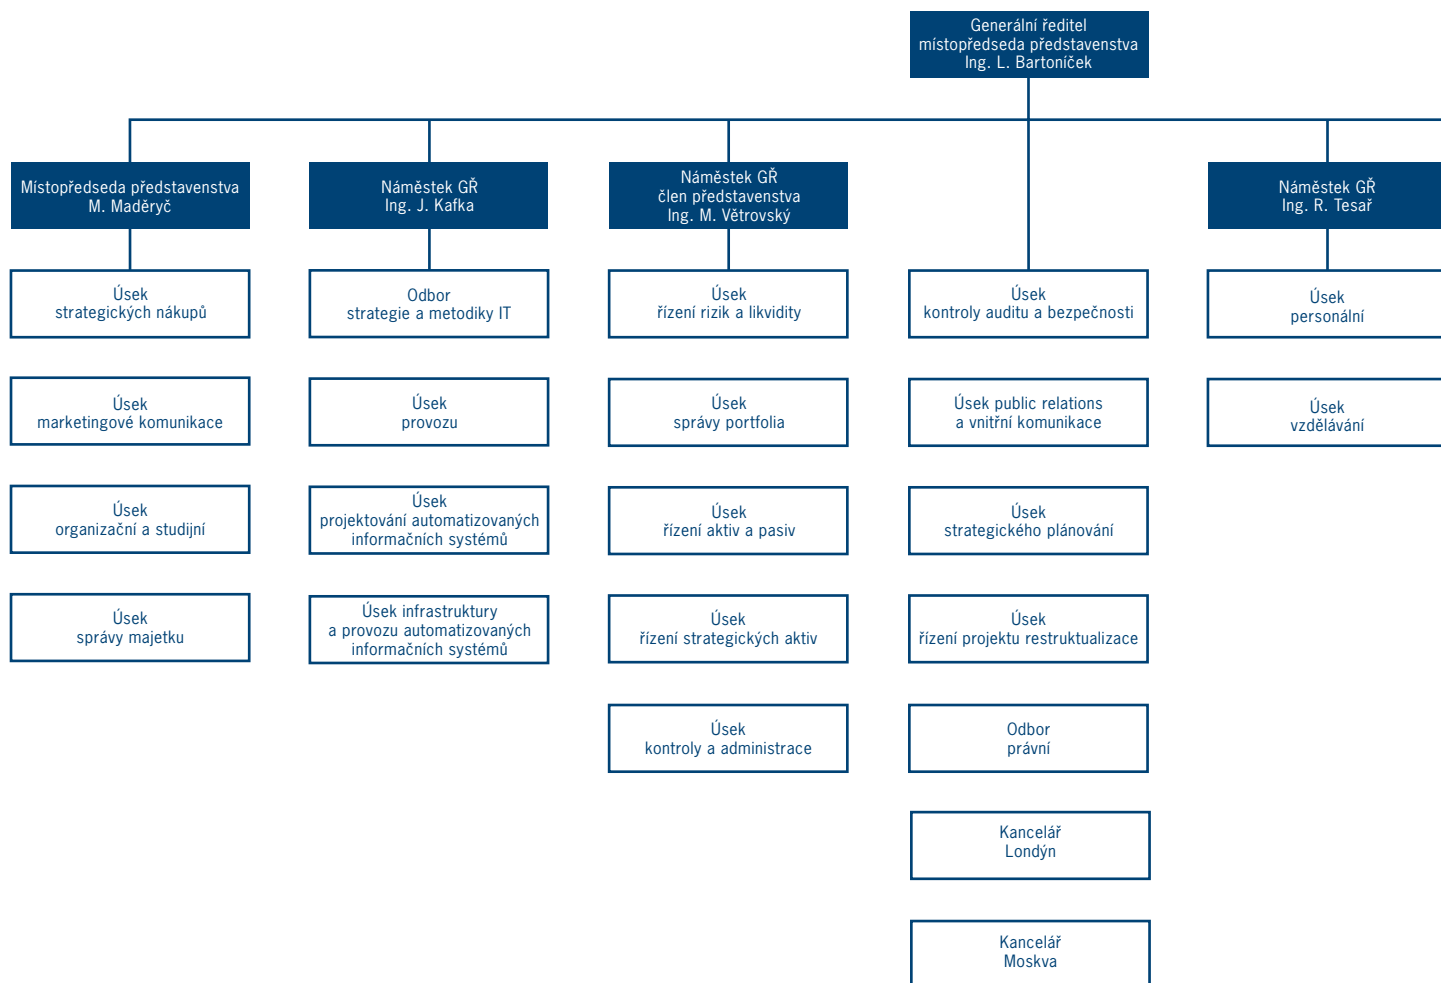 Generální ředitel
místopředseda představenstva
Ing. L. Bartoníček
Místopředseda představenstva
M. Maděryč
Náměstek GŘ
Ing. J. Kafka
Náměstek GŘ
člen představenstva
Ing. M. Větrovský
Náměstek GŘ
Ing. R. Tesař
Úsek
strategických nákupů
Úsek
marketingové komunikace
Úsek
organizační a studijní
Úsek
správy majetku
Odbor
strategie a metodiky IT
Úsek
provozu
Úsek
projektování automatizovaných
informačních systémů
Úsek infrastruktury
a provozu automatizovaných
informačních systémů
Úsek
řízení rizik a likvidity
Úsek
správy portfolia
Úsek
řízení aktiv a pasiv
Úsek
řízení strategických aktiv
Úsek
kontroly a administrace
Úsek
kontroly auditu a bezpečnosti
Úsek public relations
a vnitřní komunikace
Úsek
strategického plánování
Úsek
řízení projektu restruktualizace
Odbor
právní
Kancelář
Londýn
Kancelář
Moskva
Úsek
personální
Úsek
vzdělávání